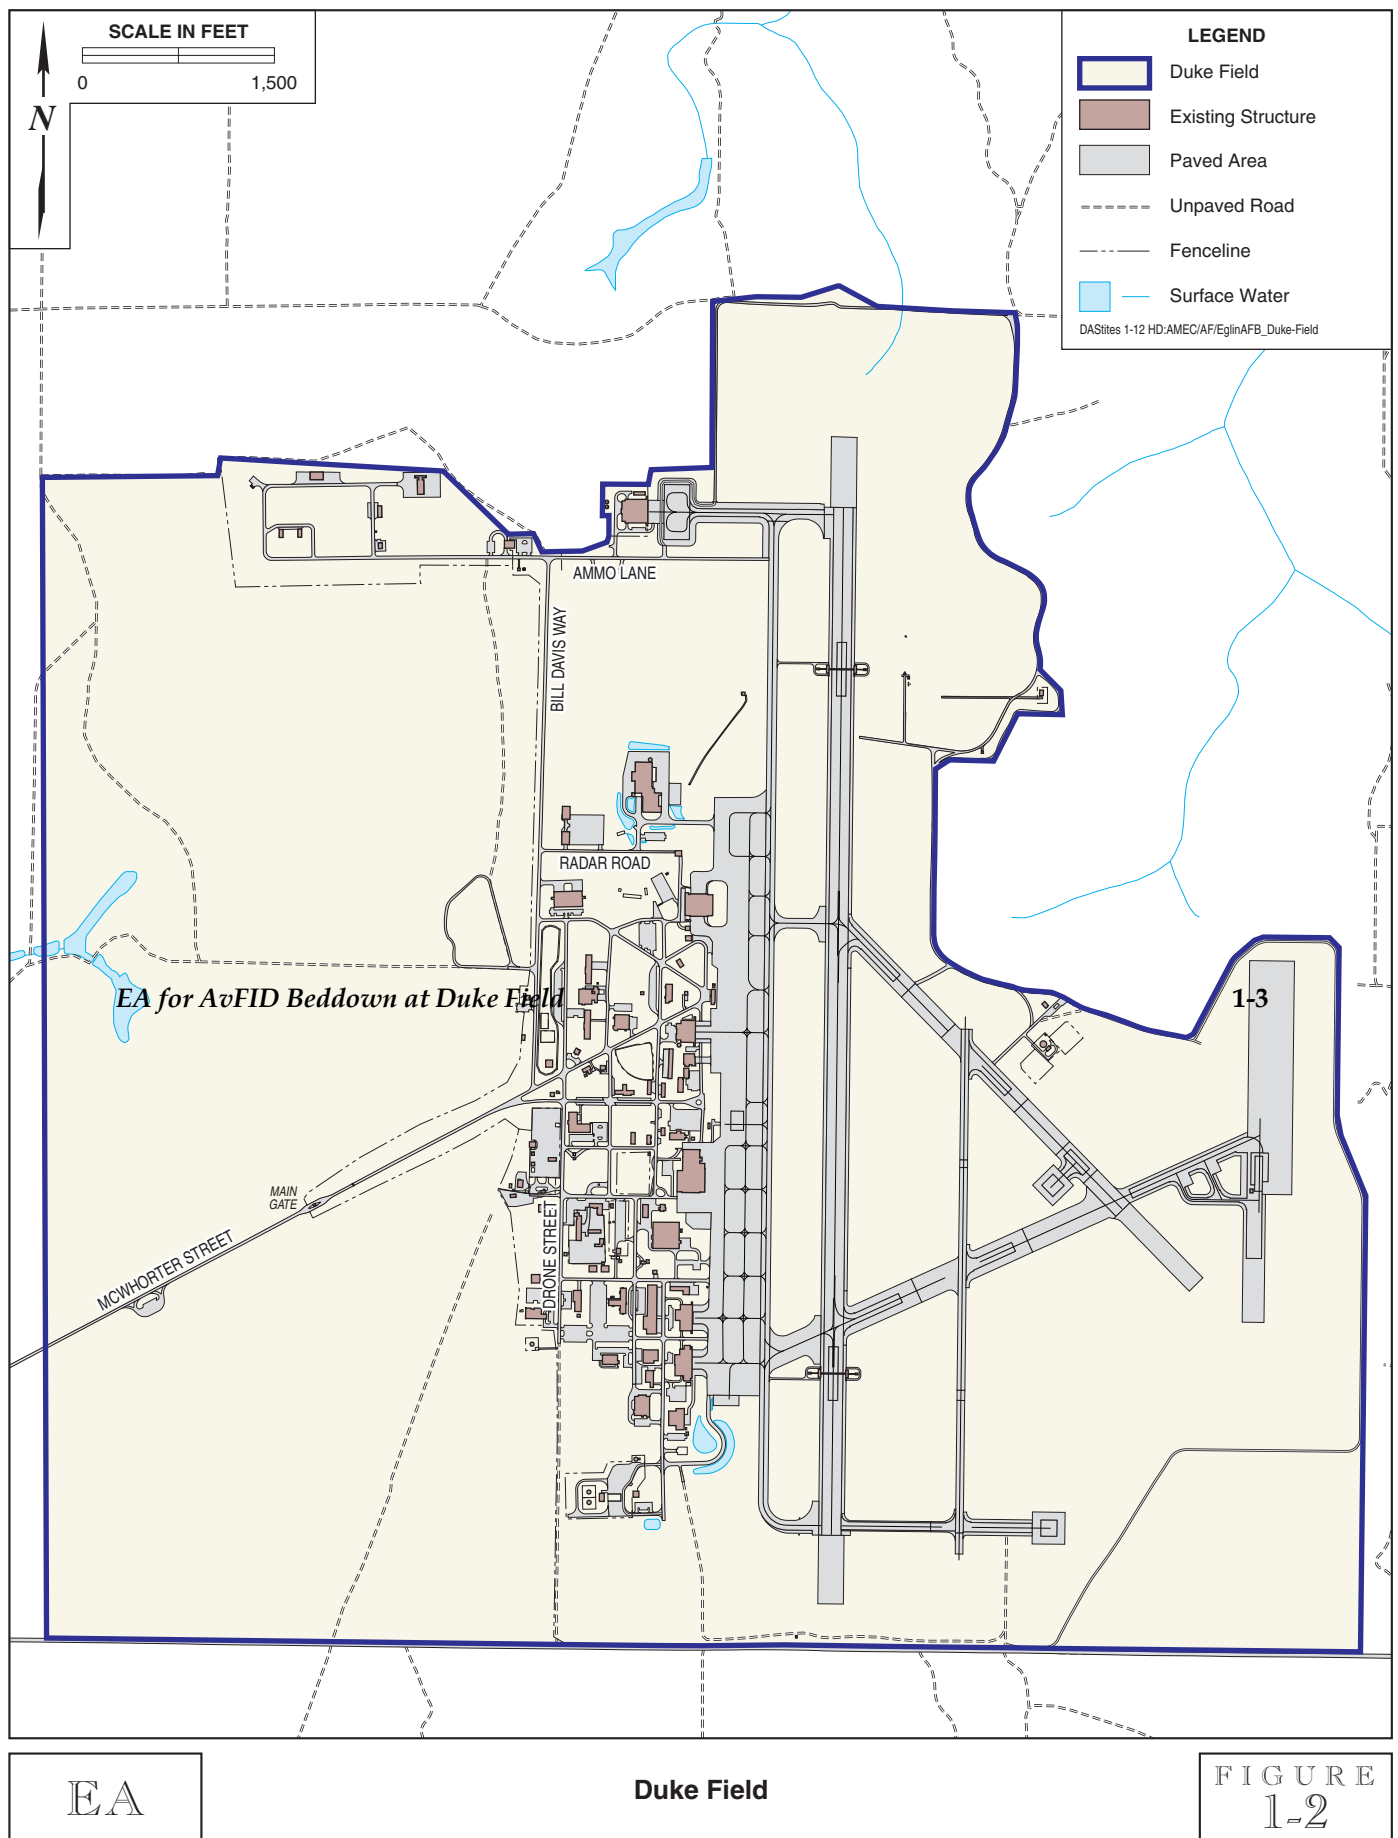 SCALE IN FEET
0 1,500
N
LEGEND
Duke Field
Existing Structure
Paved Area
Unpaved Road
Fenceline
Surface Water
DAStites 1-12 HD:AMEC/AF/EglinAFB_Duke-Field
AMMO LANE
BILL DAVIS WAY
RADAR ROAD
EA for AvFID Beddown at Duke Field
1-3
MAIN
GATE
MCWHORTER STREET
DRONE STREET
EA
Duke Field
FIGURE
1-2